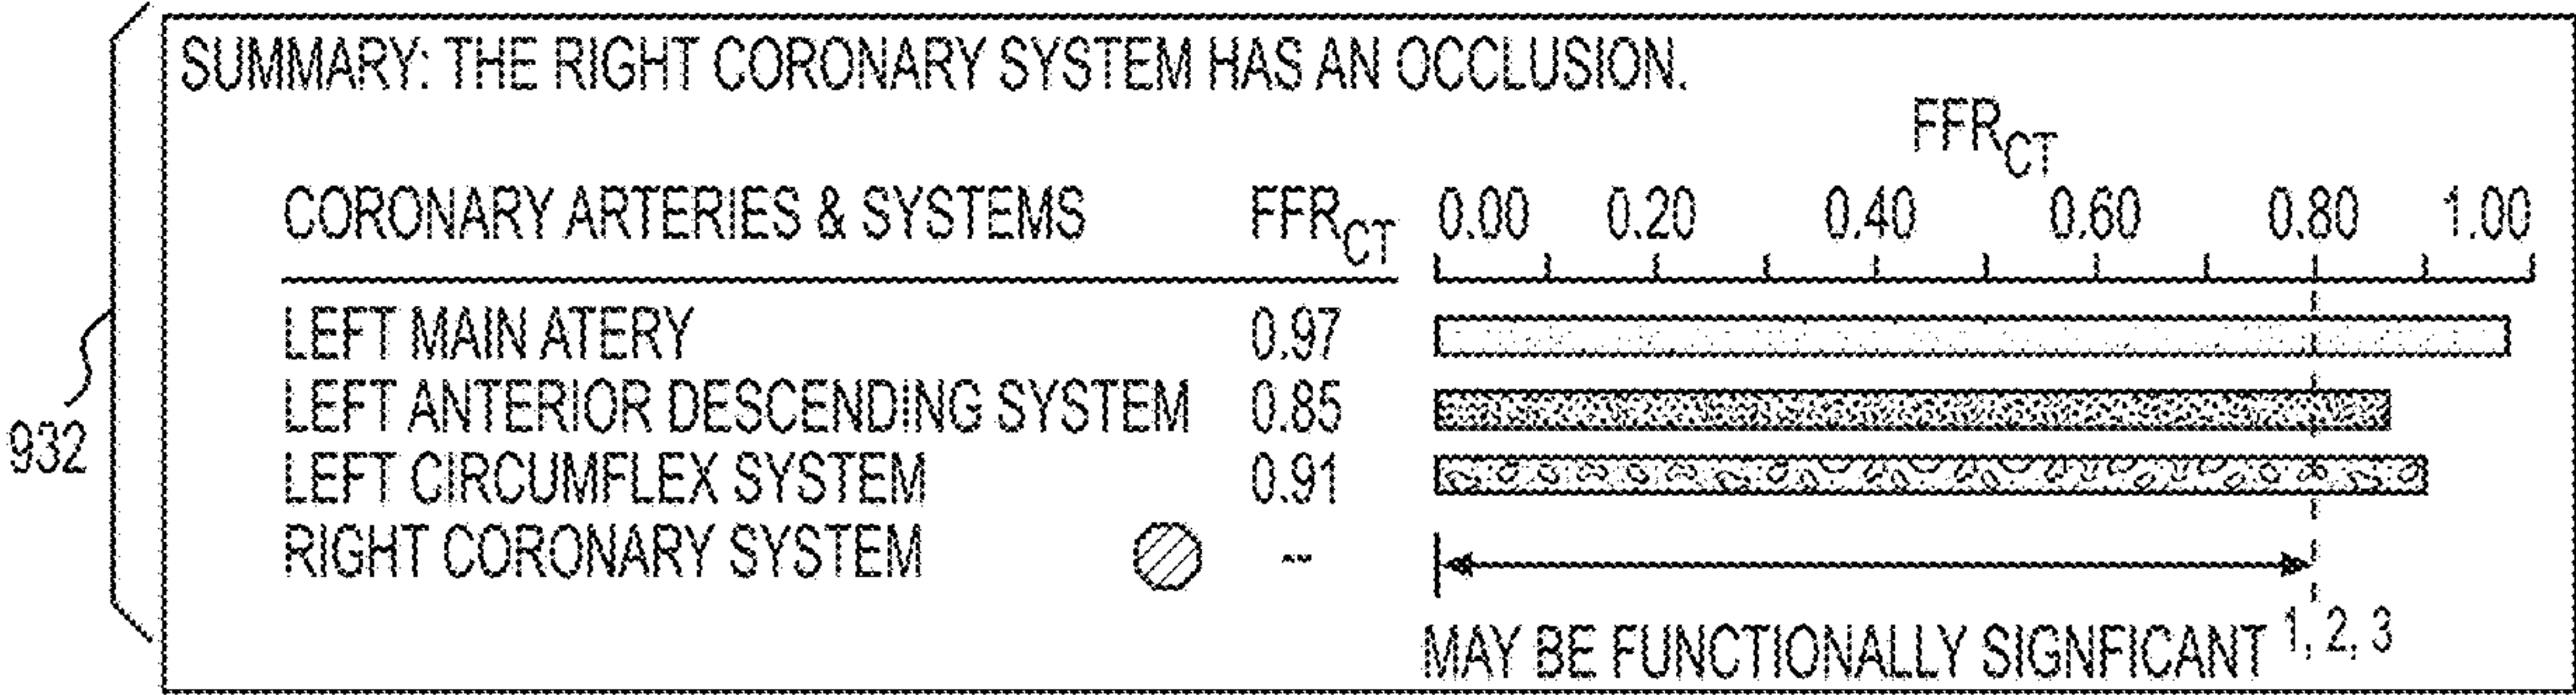 SUMMARY: THE RIGHT CORONARY SYSTEM HAS AN OCCLUSION.
FFRCT
CORONARY ARTERIES & SYSTEMS FFRCT 0.00 0.20 0.40 0.60 0.80 1.00
LEFT MAIN ATERY 0.97
LEFT ANTERIOR DESCENDING SYSTEM 0.85
LEFT CIRCUMFLEX SYSTEM 0.91
RIGHT CORONARY SYSTEM --
MAY BE FUNCTIONALLY SIGNFICANT 1, 2, 3
932